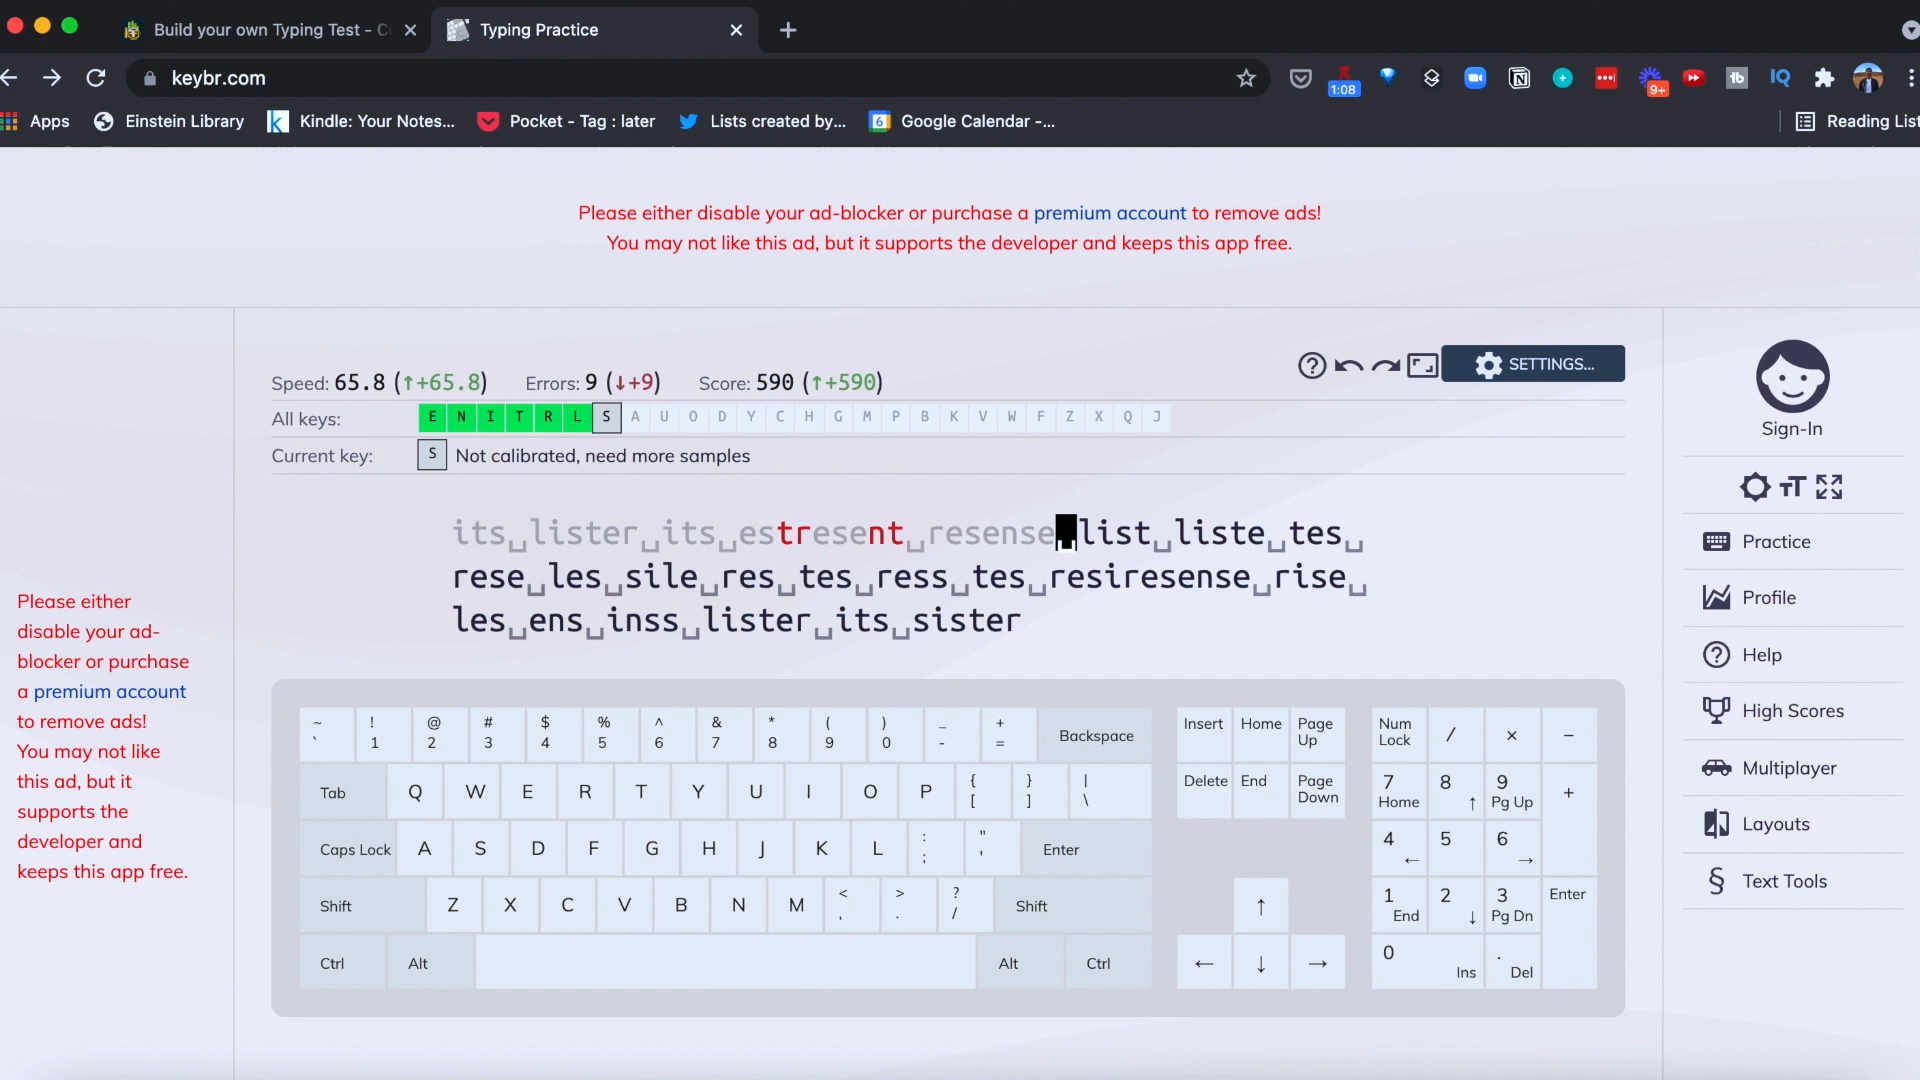 Build your own Typing Test - C
Typing Practice
keybr.com
1:08
9+
IQ
Apps
Einstein Library
Kindle: Your Notes...
Pocket - Tag : later
Lists created by...
Google Calendar -...
Reading List
Please either disable your ad-blocker or purchase a premium account to remove ads!
You may not like this ad, but it supports the developer and keeps this app free.
Speed: 65.8 (↑+65.8) Errors: 9 (↓+9) Score: 590 (↑+590)
SETTINGS...
All keys: E N I T R L S A U O D Y C H G M P B K V W F Z X Q J
Current key: S Not calibrated, need more samples
its␣lister␣its␣estresent␣resense␣list␣liste␣tes␣
rese␣les␣sile␣res␣tes␣ress␣tes␣resiresense␣rise␣
les␣ens␣inss␣lister␣its␣sister
Please either
disable your ad-
blocker or purchase
a premium account
to remove ads!
You may not like
this ad, but it
supports the
developer and
keeps this app free.
~ ! @ # $ % ^ & * ( ) _ +
` 1 2 3 4 5 6 7 8 9 0 - = Backspace
Tab Q W E R T Y U I O P { [ } ] | \
Caps Lock A S D F G H J K L : ; " ' Enter
Shift Z X C V B N M < , > . ? / Shift
Ctrl Alt Alt Ctrl
Insert Home Page Up
Delete End Page Down
↑
← ↓ →
Num Lock / × −
7 Home 8 ↑ 9 Pg Up +
4 ← 5 6 →
1 End 2 ↓ 3 Pg Dn Enter
0 Ins . Del
Sign-In
Practice
Profile
Help
High Scores
Multiplayer
Layouts
§ Text Tools